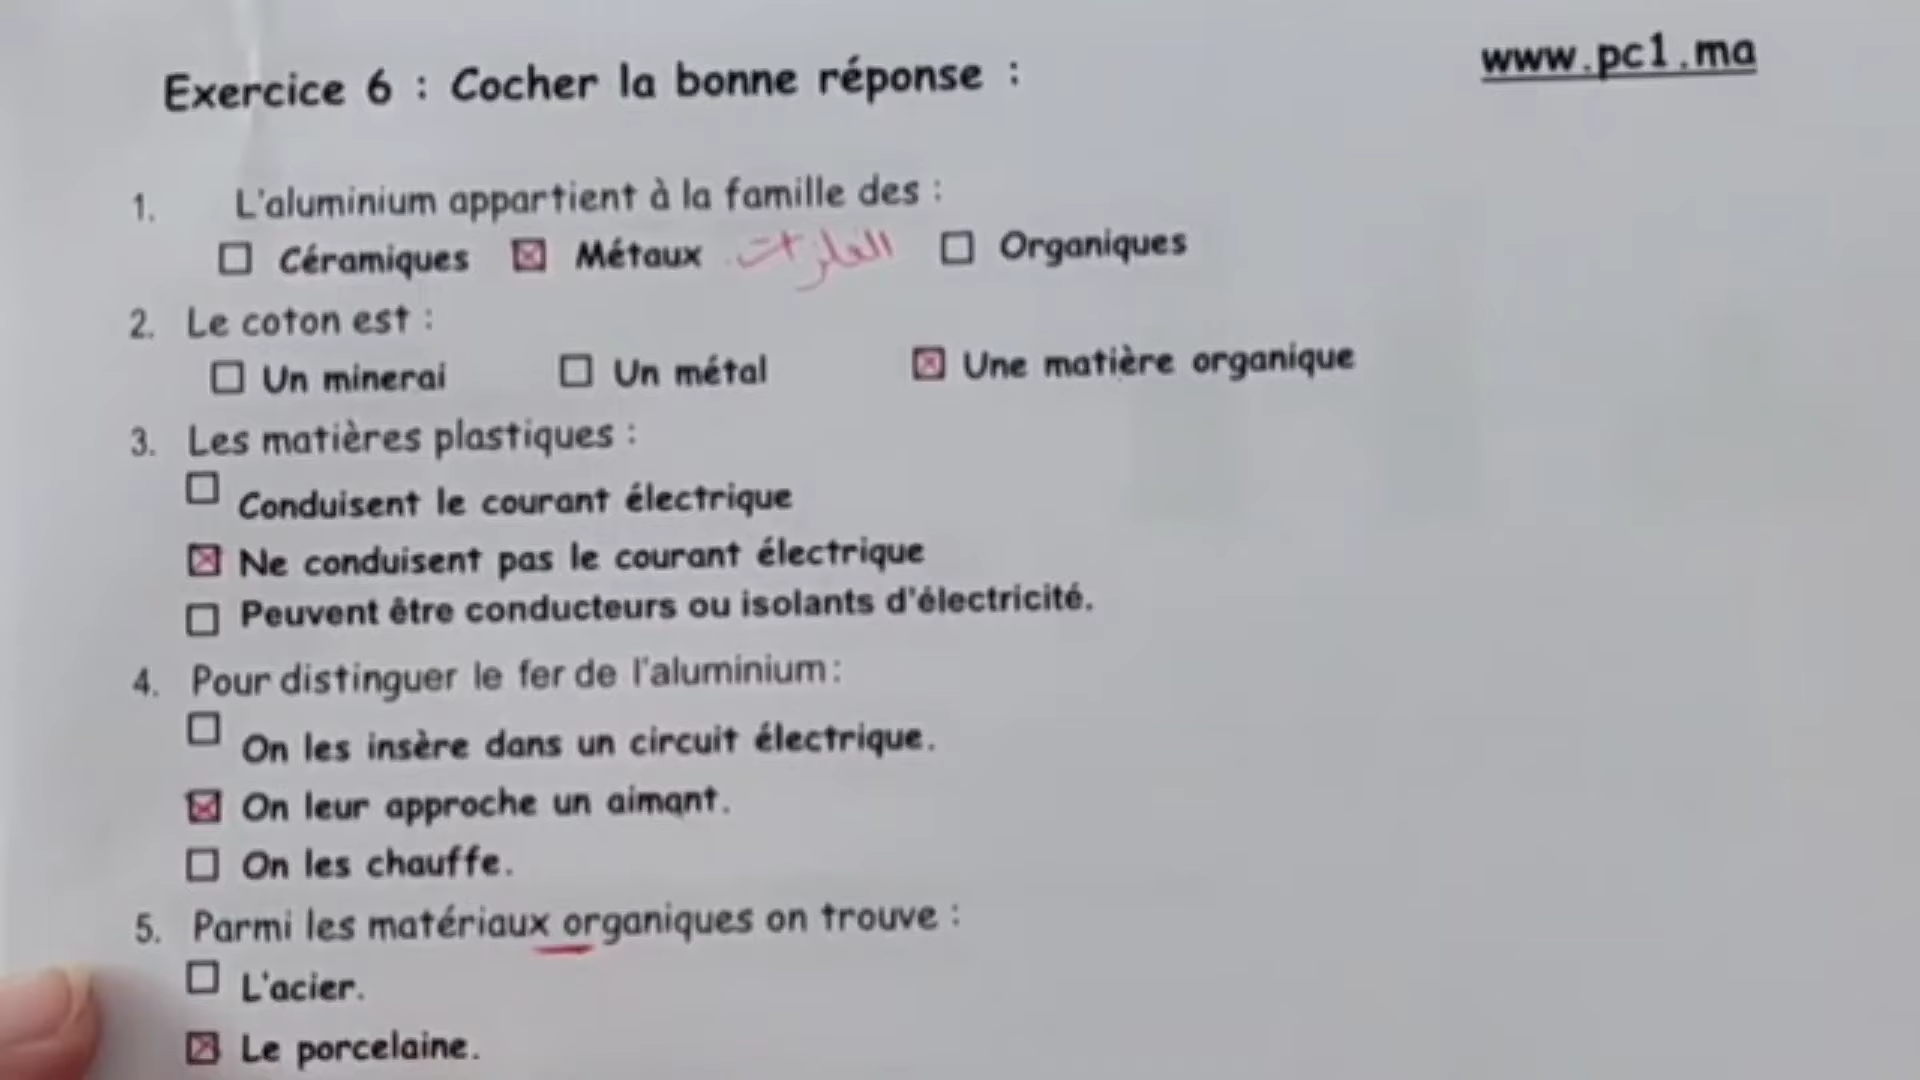 Exercice 6 : Cocher la bonne réponse :
www.pc1.ma
1. L'aluminium appartient à la famille des :
☐ Céramiques ☒ Métaux الفلزات ☐ Organiques
2. Le coton est :
☐ Un minerai ☐ Un métal ☒ Une matière organique
3. Les matières plastiques :
☐ Conduisent le courant électrique
☒ Ne conduisent pas le courant électrique
☐ Peuvent être conducteurs ou isolants d'électricité.
4. Pour distinguer le fer de l'aluminium:
☐ On les insère dans un circuit électrique.
☒ On leur approche un aimant.
☐ On les chauffe.
5. Parmi les matériaux organiques on trouve :
☐ L'acier.
☒ Le porcelaine.